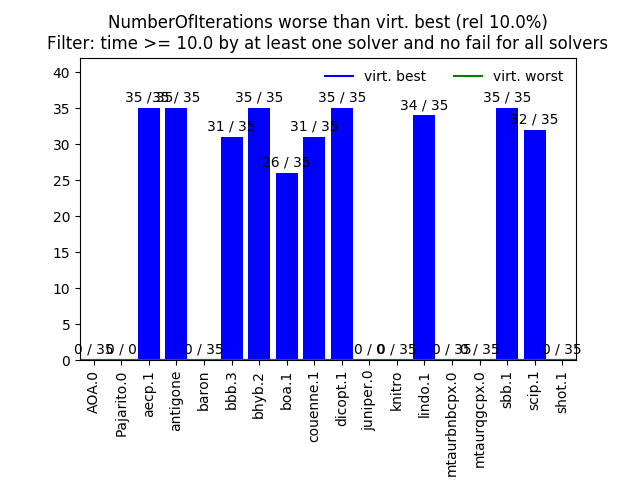 NumberOfIterations worse than virt. best (rel 10.0%)
Filter: time >= 10.0 by at least one solver and no fail for all solvers
virt. best
virt. worst
40
35
30
25
20
15
10
5
0
0 / 35
0 / 0
35 / 35
35 / 35
0 / 35
31 / 35
35 / 35
26 / 35
31 / 35
35 / 35
0 / 0
0 / 35
34 / 35
0 / 35
0 / 35
35 / 35
32 / 35
0 / 35
AOA.0
Pajarito.0
aecp.1
antigone
baron
bbb.3
bhyb.2
boa.1
couenne.1
dicopt.1
juniper.0
knitro
lindo.1
mtaurbnbcpx.0
mtaurqgcpx.0
sbb.1
scip.1
shot.1